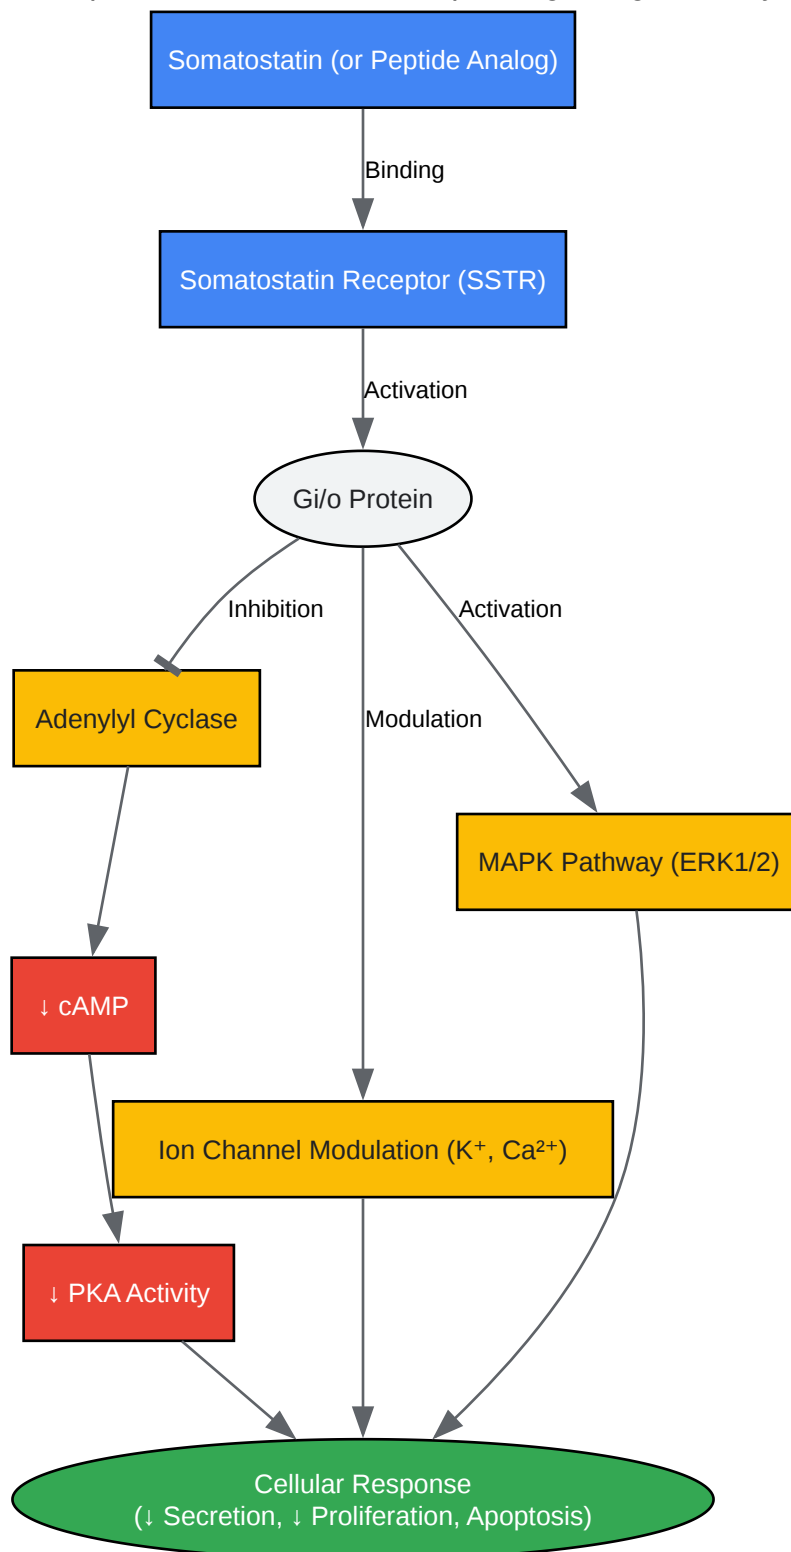 Somatostatin (or Peptide Analog)
Binding
Somatostatin Receptor (SSTR)
Activation
Gi/o Protein
Inhibition
Activation
Adenylyl Cyclase
Modulation
MAPK Pathway (ERK1/2)
↓ cAMP
Ion Channel Modulation (K⁺, Ca²⁺)
↓ PKA Activity
Cellular Response
(↓ Secretion, ↓ Proliferation, Apoptosis)